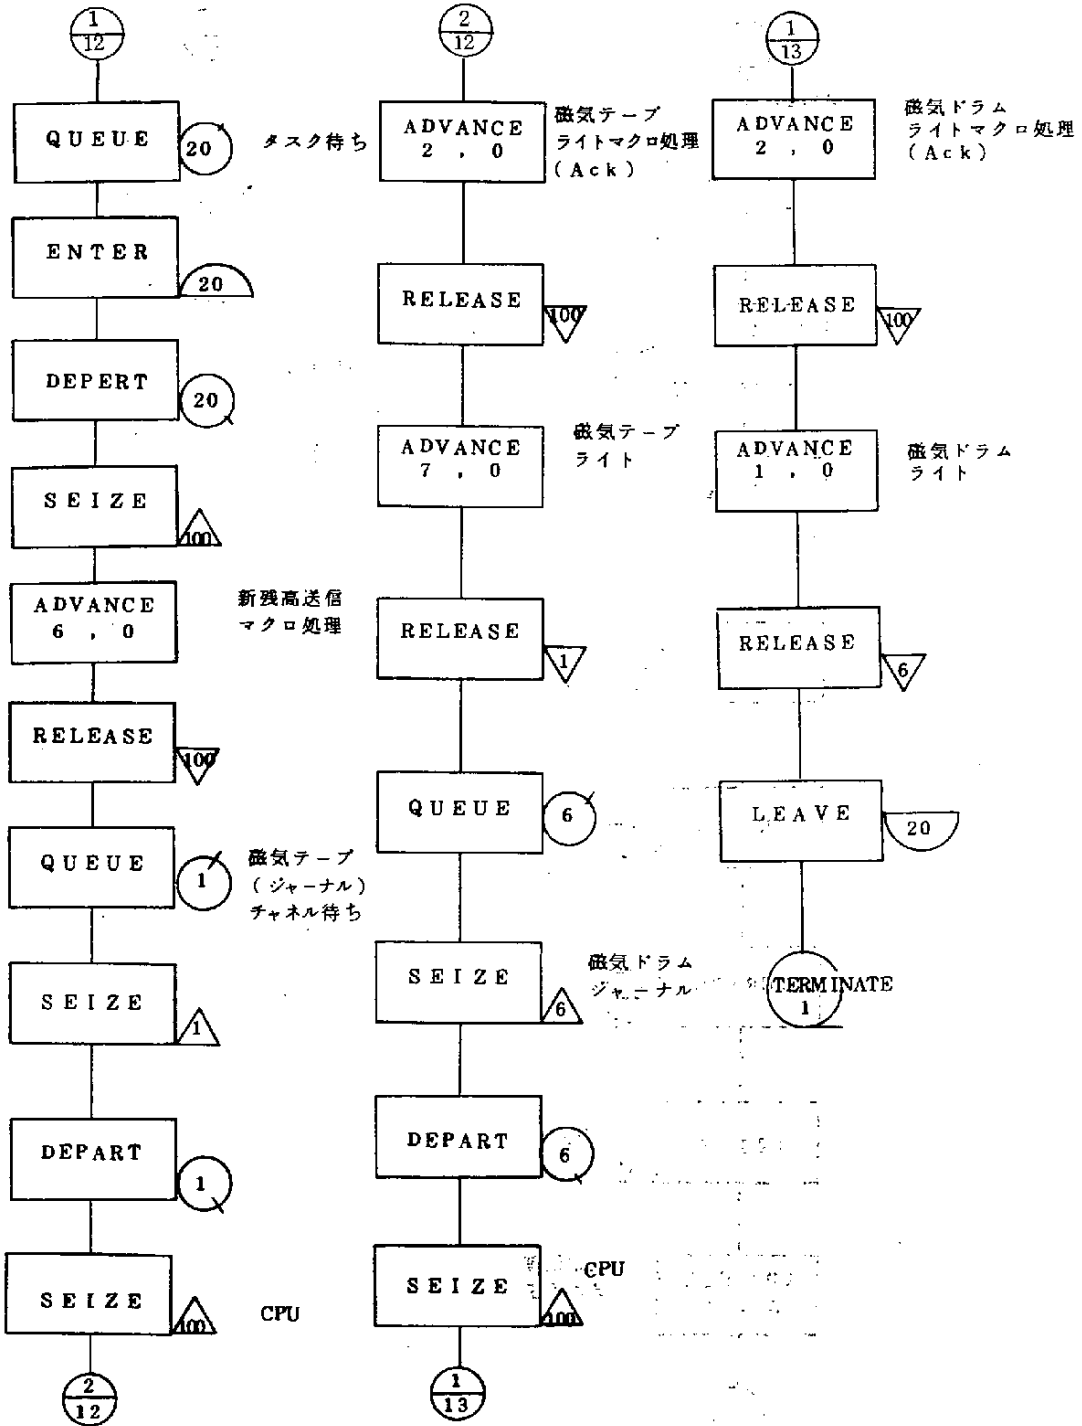 1
12
QUEUE
20
タスク待ち
ENTER
20
DEPERT
20
SEIZE
100
ADVANCE
6 , 0
新残高送信
マクロ処理
RELEASE
100
QUEUE
1
磁気テープ
(ジャーナル)
チャネル待ち
SEIZE
1
DEPART
1
SEIZE
100
CPU
2
12
2
12
ADVANCE
2 , 0
磁気テープ
ライトマクロ処理
(Ack)
RELEASE
100
ADVANCE
7 , 0
磁気テープ
ライト
RELEASE
1
QUEUE
6
SEIZE
6
磁気ドラム
ジャーナル
DEPART
6
SEIZE
100
CPU
1
13
1
13
ADVANCE
2 , 0
磁気ドラム
ライトマクロ処理
(Ack)
RELEASE
100
ADVANCE
1 , 0
磁気ドラム
ライト
RELEASE
6
LEAVE
20
TERMINATE
1